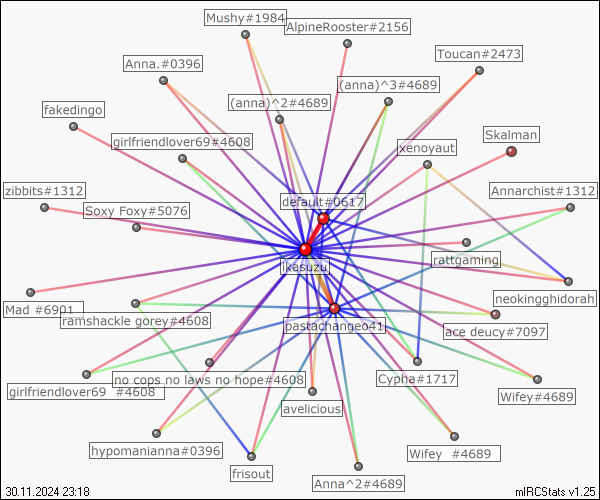 Mushy#1984
AlpineRooster#2156
Toucan#2473
Anna.#0396
(anna)^3#4689
(anna)^2#4689
fakedingo
girlfriendlover69#4608
xenoyaut
Skalman
zibbits#1312
Annarchist#1312
default#0617
Soxy Foxy#5076
rattgaming
ikasuzu
neokingghidorah
Mad #6901
ramshackle gorey#4608
pastachangeo41
ace deucy#7097
no cops no laws no hope#4608
Cypha#1717
girlfriendlover69 #4608
Wifey#4689
avelicious
hypomanianna#0396
Wifey #4689
frisout
Anna^2#4689
30.11.2024 23:18
mIRCStats v1.25